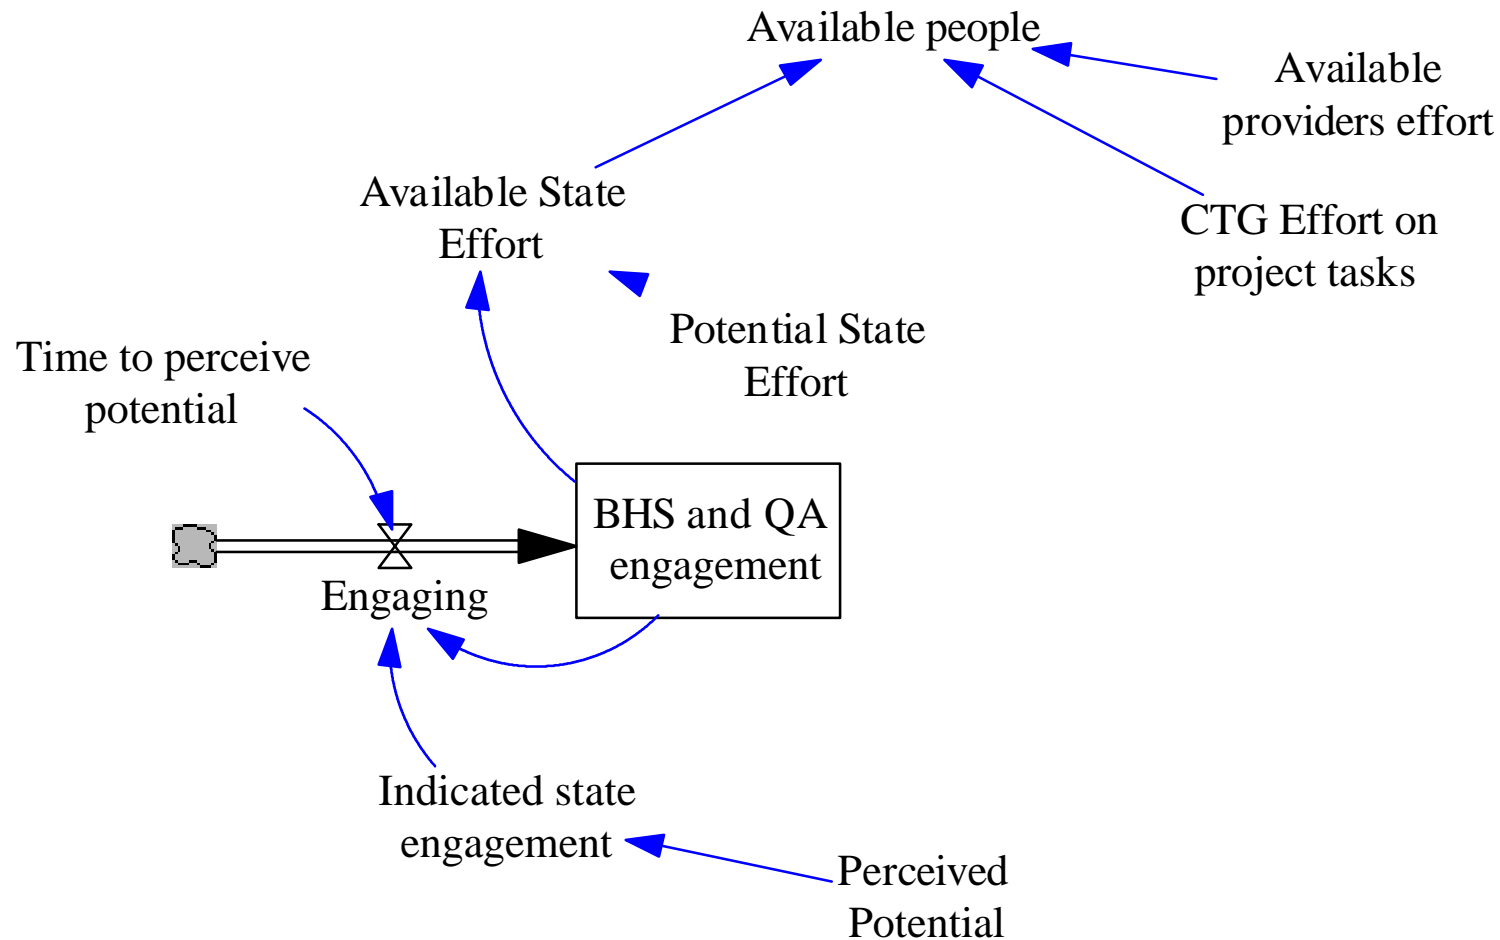 Available people
Available
providers effort
Available State
Effort
CTG Effort on
project tasks
Potential State
Effort
Time to perceive
potential
BHS and QA
engagement
Engaging
Indicated state
engagement
Perceived
Potential